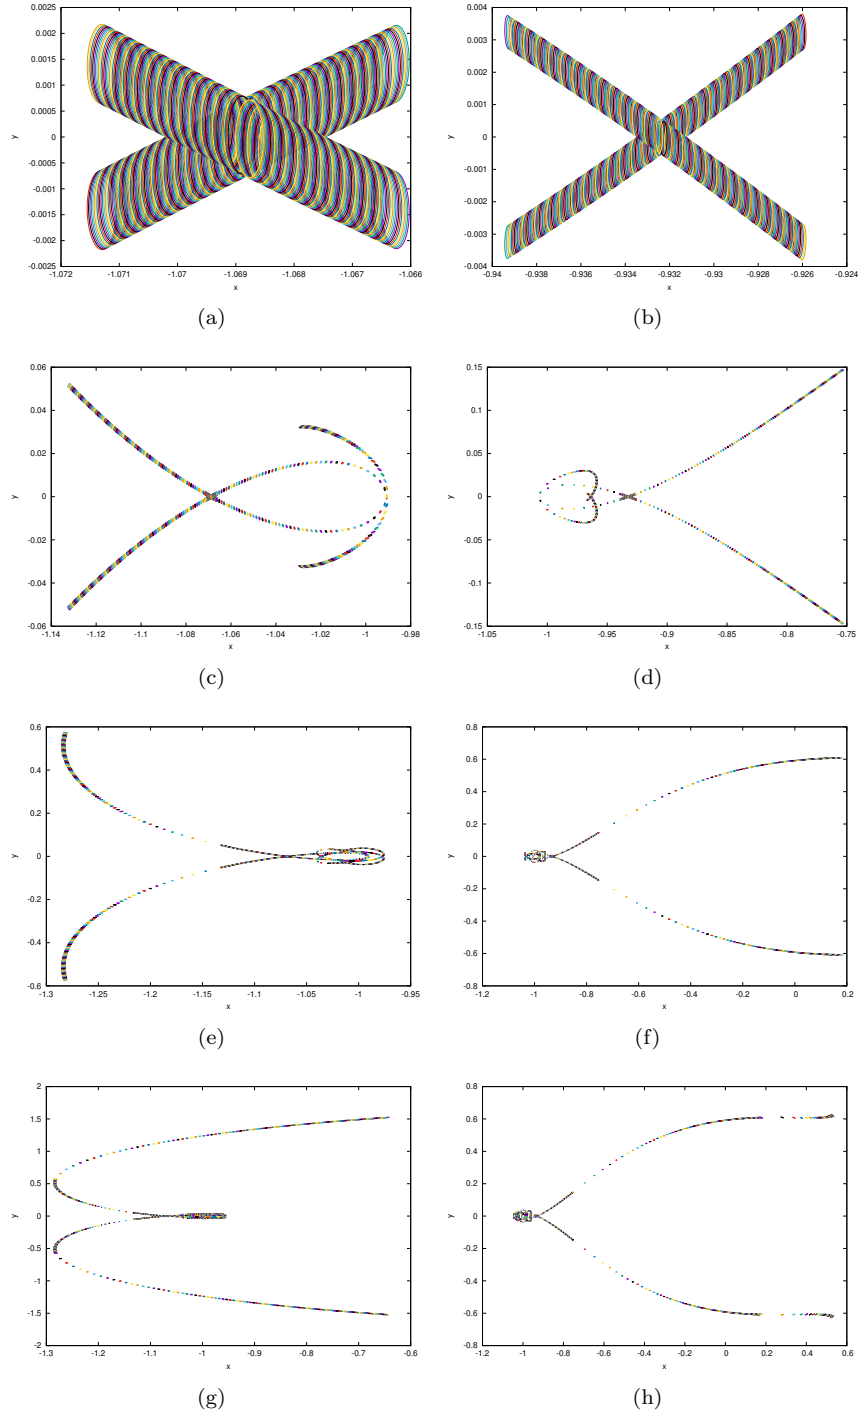 0.0025
0.002
0.0015
0.001
0.0005
0
-0.0005
-0.001
-0.0015
-0.002
-0.0025
y
-1.072 -1.071 -1.07 -1.069 -1.068 -1.067 -1.066
x
(a)
0.004
0.003
0.002
0.001
0
-0.001
-0.002
-0.003
-0.004
y
-0.94 -0.938 -0.936 -0.934 -0.932 -0.93 -0.928 -0.926 -0.924
x
(b)
0.06
0.04
0.02
0
-0.02
-0.04
-0.06
y
-1.14 -1.12 -1.1 -1.08 -1.06 -1.04 -1.02 -1 -0.98
x
(c)
0.15
0.1
0.05
0
-0.05
-0.1
-0.15
y
-1.05 -1 -0.95 -0.9 -0.85 -0.8 -0.75
x
(d)
0.6
0.4
0.2
0
-0.2
-0.4
-0.6
y
-1.3 -1.25 -1.2 -1.15 -1.1 -1.05 -1 -0.95
x
(e)
0.8
0.6
0.4
0.2
0
-0.2
-0.4
-0.6
-0.8
y
-1.2 -1 -0.8 -0.6 -0.4 -0.2 0 0.2
x
(f)
2
1.5
1
0.5
0
-0.5
-1
-1.5
-2
y
-1.3 -1.2 -1.1 -1 -0.9 -0.8 -0.7 -0.6
x
(g)
0.8
0.6
0.4
0.2
0
-0.2
-0.4
-0.6
-0.8
y
-1.2 -1 -0.8 -0.6 -0.4 -0.2 0 0.2 0.4 0.6
x
(h)